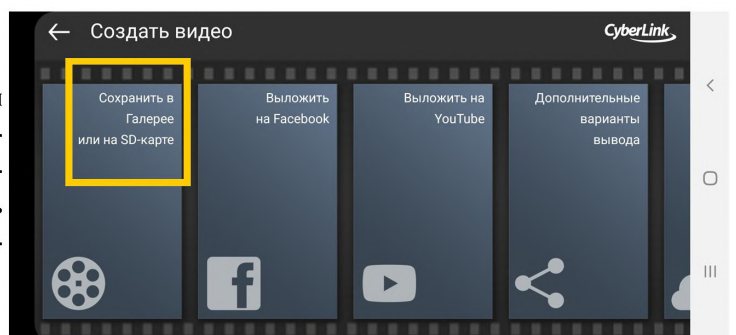 ← Создать видео
CyberLink
Сохранить в
Галерее
или на SD-карте
Выложить
на Facebook
Выложить на
YouTube
Дополнительные
варианты
вывода